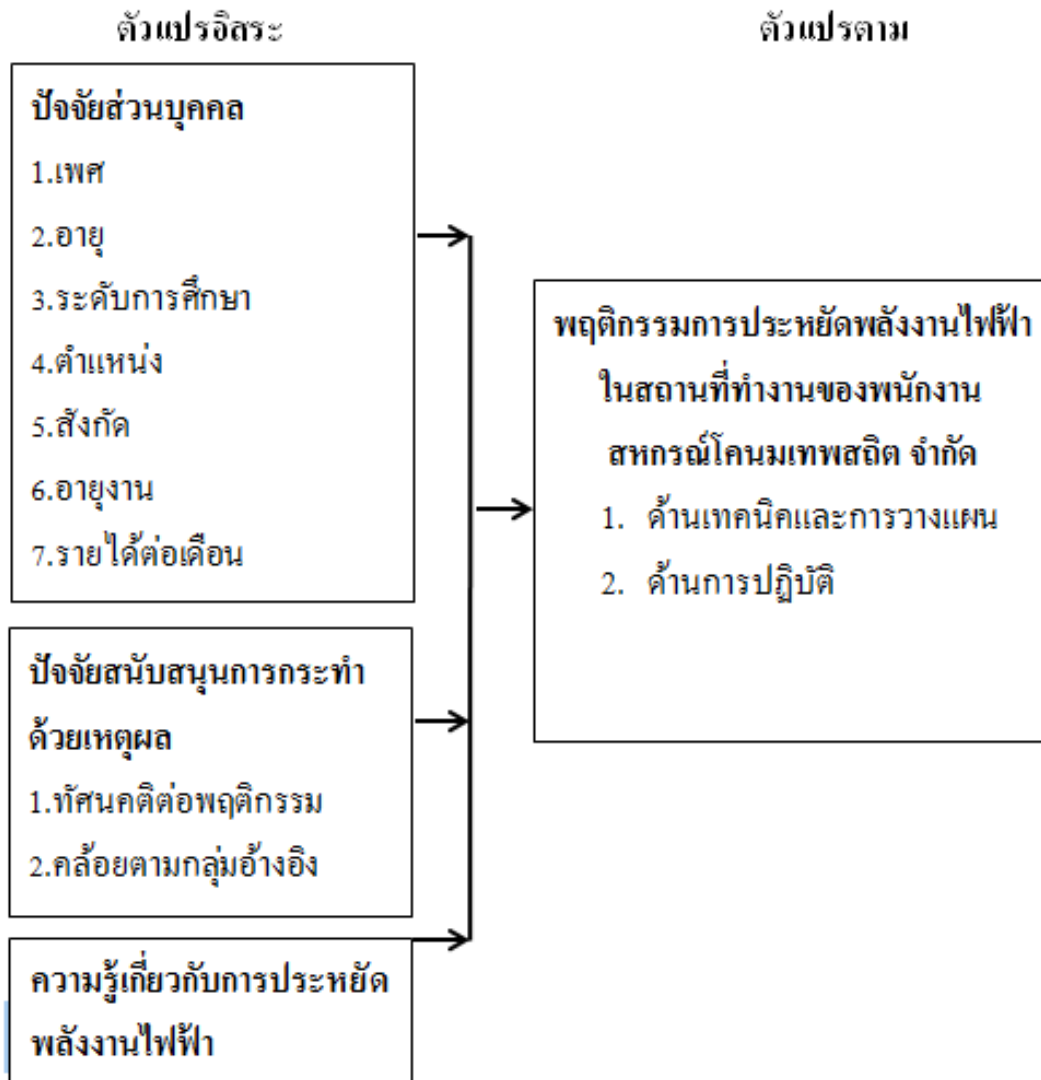 ตัวแปรอิสระ
ตัวแปรตาม
ปัจจัยส่วนบุคคล
1.เพศ
2.อายุ
3.ระดับการศึกษา
4.ตำแหน่ง
5.สังกัด
6.อายุงาน
7.รายได้ต่อเดือน
ปัจจัยสนับสนุนการกระทำ
ด้วยเหตุผล
1.ทัศนคติต่อพฤติกรรม
2.คล้อยตามกลุ่มอ้างอิง
ความรู้เกี่ยวกับการประหยัด
พลังงานไฟฟ้า
พฤติกรรมการประหยัดพลังงานไฟฟ้า
ในสถานที่ทำงานของพนักงาน
สหกรณ์โคนมเทพสถิต จำกัด
1. ด้านเทคนิคและการวางแผน
2. ด้านการปฏิบัติ